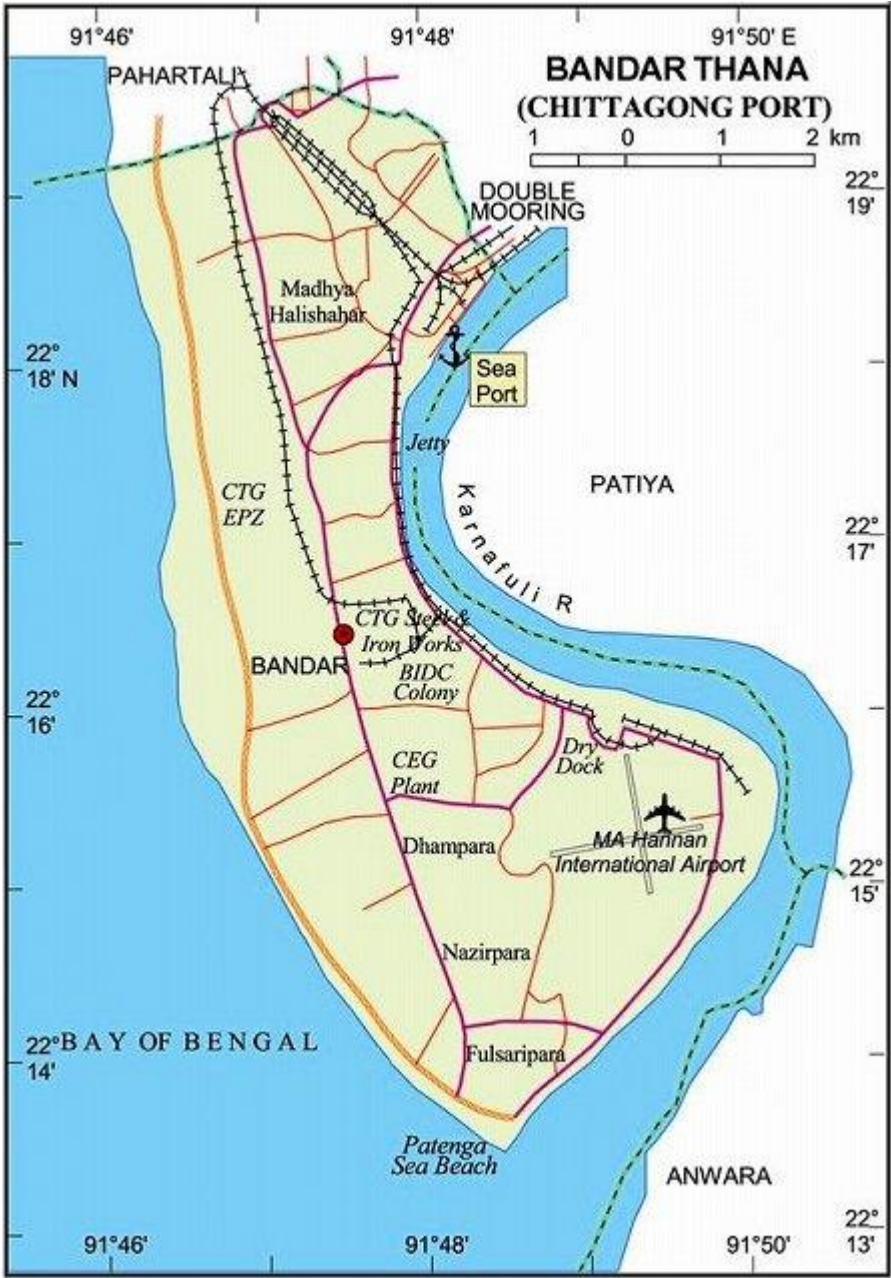 91°46'
91°48'
91°50' E
PAHARTALI
BANDAR THANA
(CHITTAGONG PORT)
1 0 1 2 km
DOUBLE
MOORING
22°
19'
Madhya
Halishahar
22°
18' N
Sea
Port
Jetty
CTG
EPZ
PATIYA
Karnafuli R
22°
17'
CTG Steel &
Iron Works
BANDAR
BIDC
Colony
22°
16'
CEG
Plant
Dry
Dock
Dhampara
MA Hannan
International Airport
22°
15'
Nazirpara
BAY OF BENGAL
22°
14'
Fulsaripara
Patenga
Sea Beach
ANWARA
22°
13'
91°46'
91°48'
91°50'